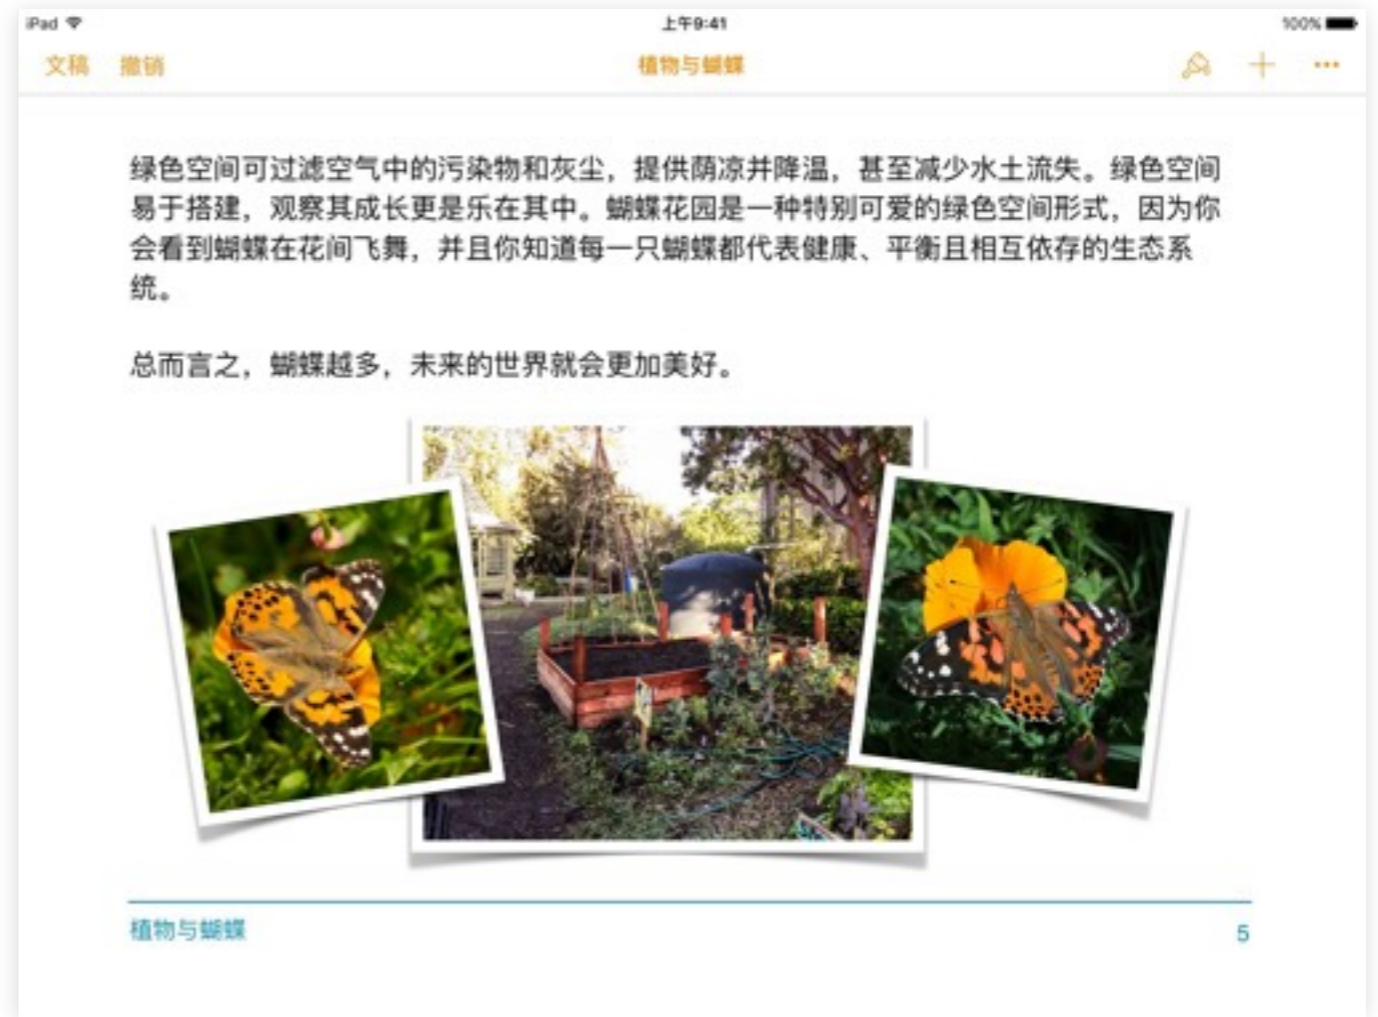 iPad 上午9:41 100%
文稿 撤销 植物与蝴蝶
绿色空间可过滤空气中的污染物和灰尘，提供荫凉并降温，甚至减少水土流失。绿色空间
易于搭建，观察其成长更是乐在其中。蝴蝶花园是一种特别可爱的绿色空间形式，因为你
会看到蝴蝶在花间飞舞，并且你知道每一只蝴蝶都代表健康、平衡且相互依存的生态系
统。
总而言之，蝴蝶越多，未来的世界就会更加美好。
植物与蝴蝶 5